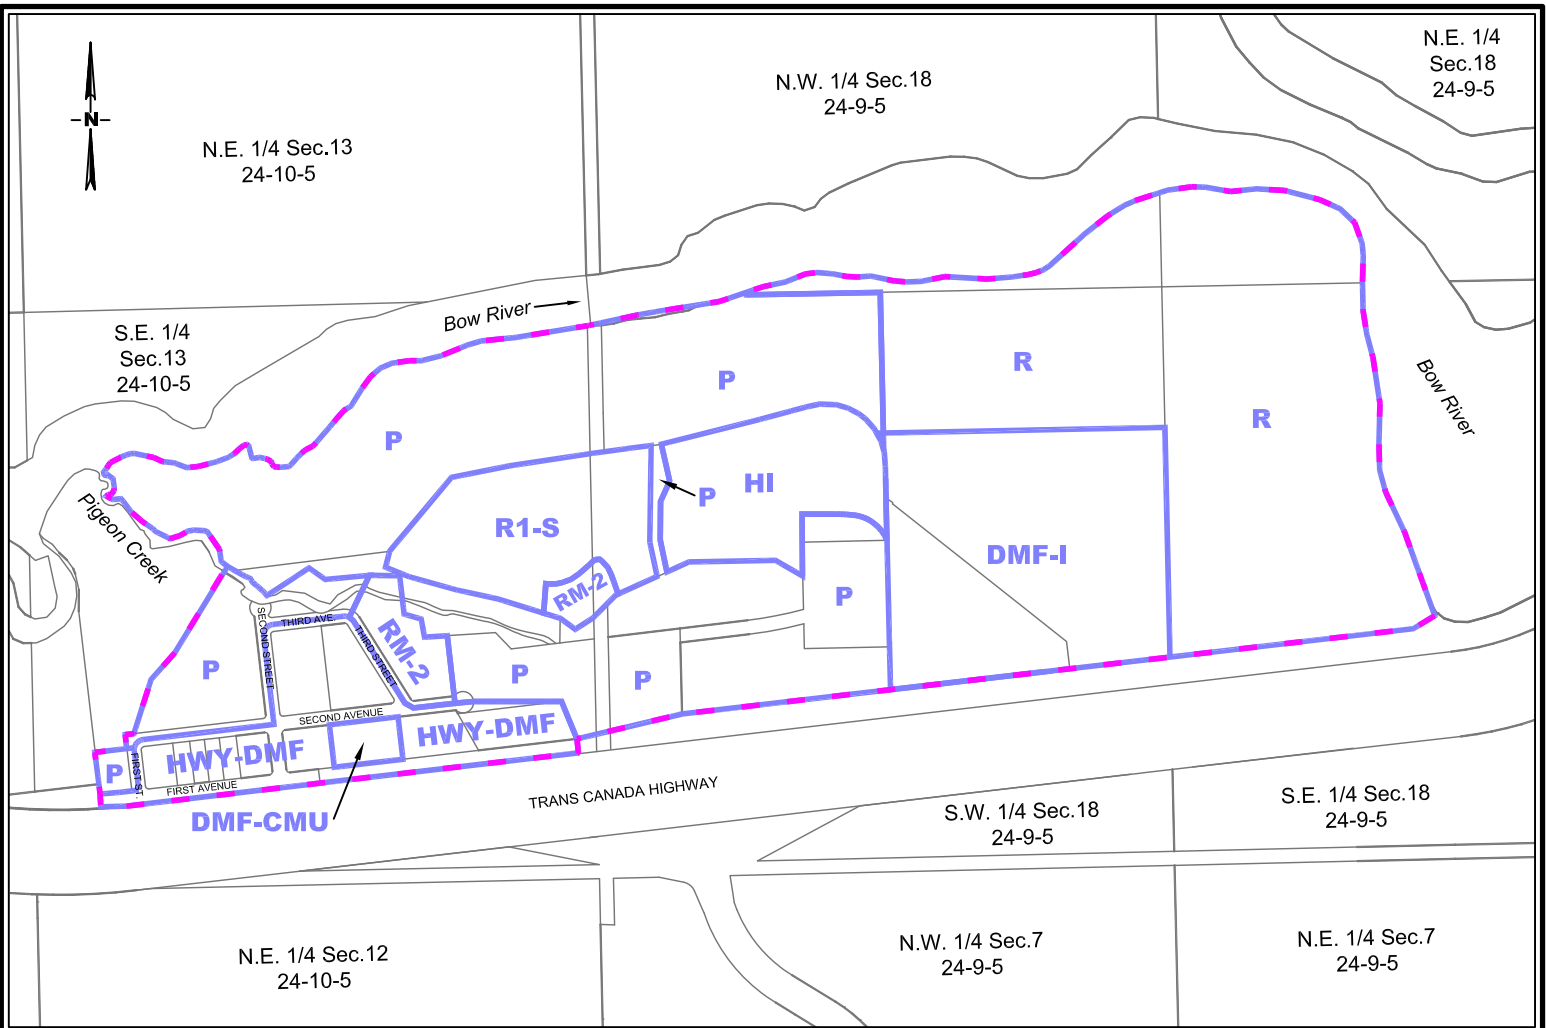 N.E. 1/4
Sec.18
24-9-5
N.W. 1/4 Sec.18
24-9-5
N
N.E. 1/4 Sec.13
24-10-5
Bow River
S.E. 1/4
Sec.13
24-10-5
R
P
R
Bow River
P
HI
P
Pigeon Creek
R1-S
DMF-I
RM-2
P
THIRD AVE.
SECOND STREET
THIRD STREET
RM-2
P
P
P
SECOND AVENUE
HWY-DMF
HWY-DMF
P
FIRST ST.
FIRST AVENUE
TRANS CANADA HIGHWAY
DMF-CMU
S.W. 1/4 Sec.18
24-9-5
S.E. 1/4 Sec.18
24-9-5
N.E. 1/4 Sec.12
24-10-5
N.W. 1/4 Sec.7
24-9-5
N.E. 1/4 Sec.7
24-9-5